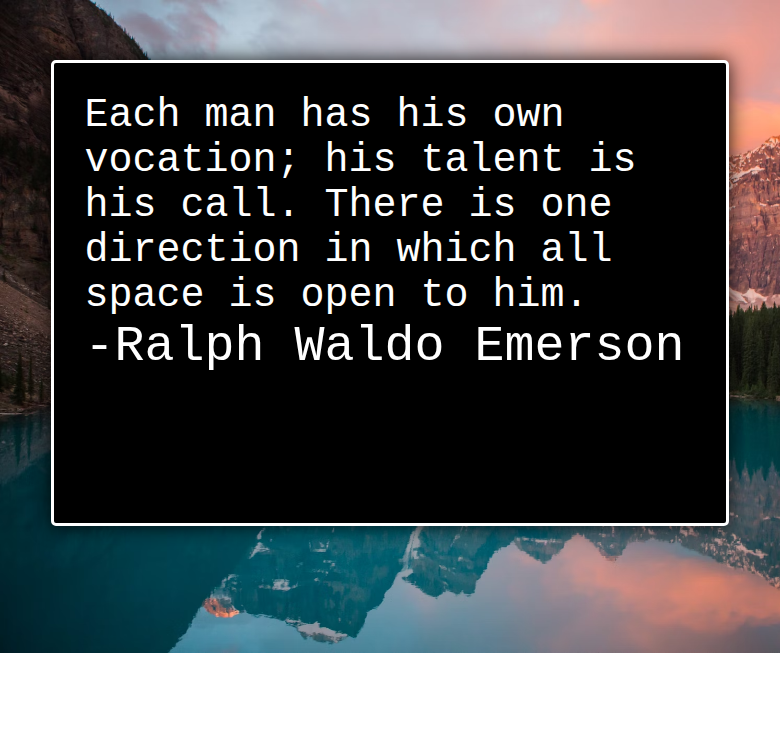 Each man has his own
vocation; his talent is
his call. There is one
direction in which all
space is open to him.
-Ralph Waldo Emerson